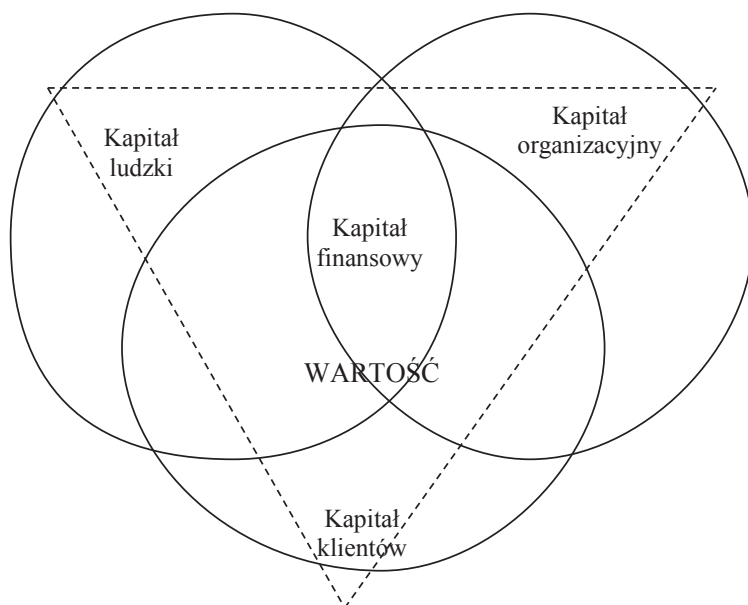 Kapitał
ludzki
Kapitał
organizacyjny
Kapitał
finansowy
WARTOŚĆ
Kapitał
klientów